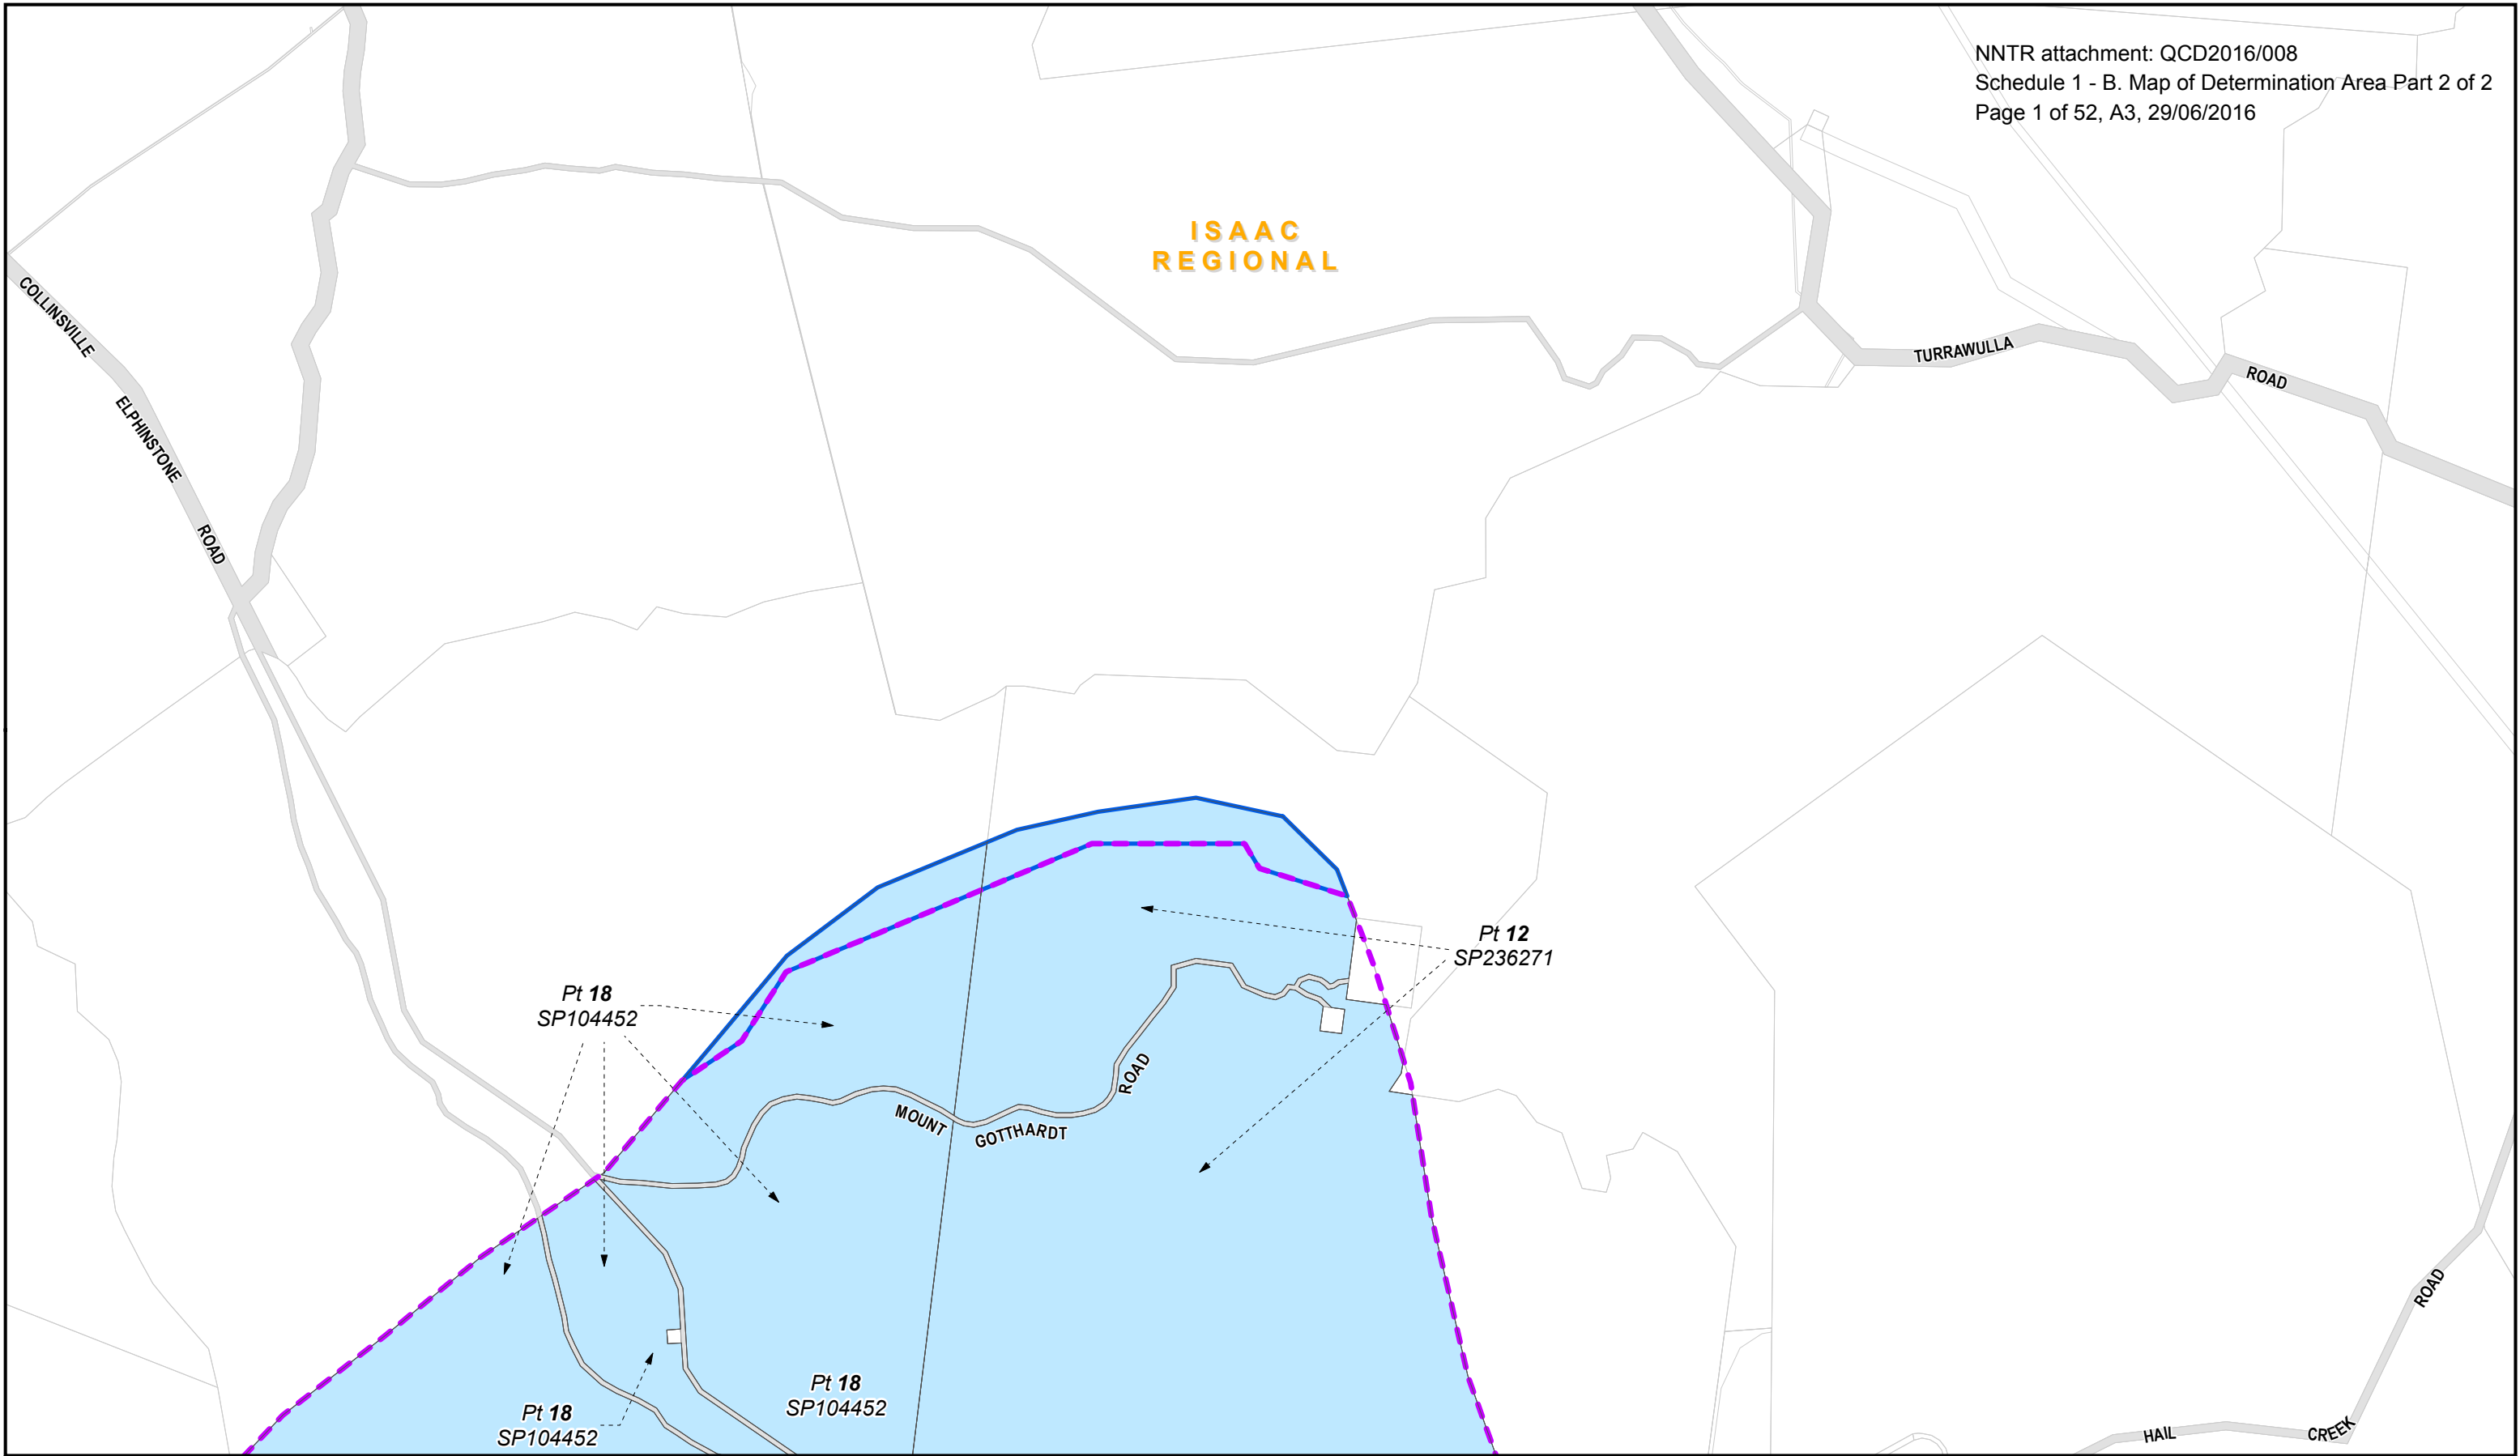 NNTR attachment: QCD2016/008
Schedule 1 - B. Map of Determination Area Part 2 of 2
Page 1 of 52, A3, 29/06/2016
ISAAC
REGIONAL
COLLINSVILLE
ELPHINSTONE
ROAD
TURRAWULLA
ROAD
Pt 12
SP236271
Pt 18
SP104452
MOUNT
GOTTHARDT
ROAD
Pt 18
SP104452
Pt 18
SP104452
HAIL
CREEK
ROAD